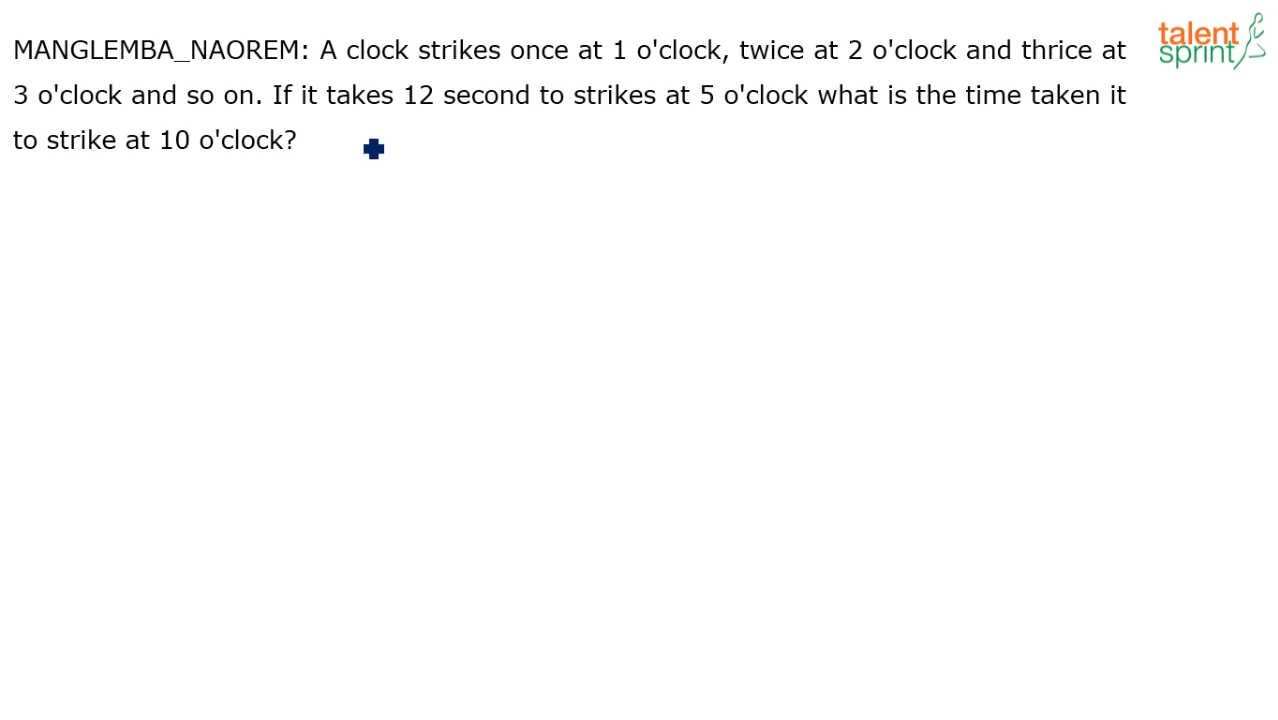 MANGLEMBA_NAOREM: A clock strikes once at 1 o'clock, twice at 2 o'clock and thrice at
3 o'clock and so on. If it takes 12 second to strikes at 5 o'clock what is the time taken it
to strike at 10 o'clock?
talent
sprint